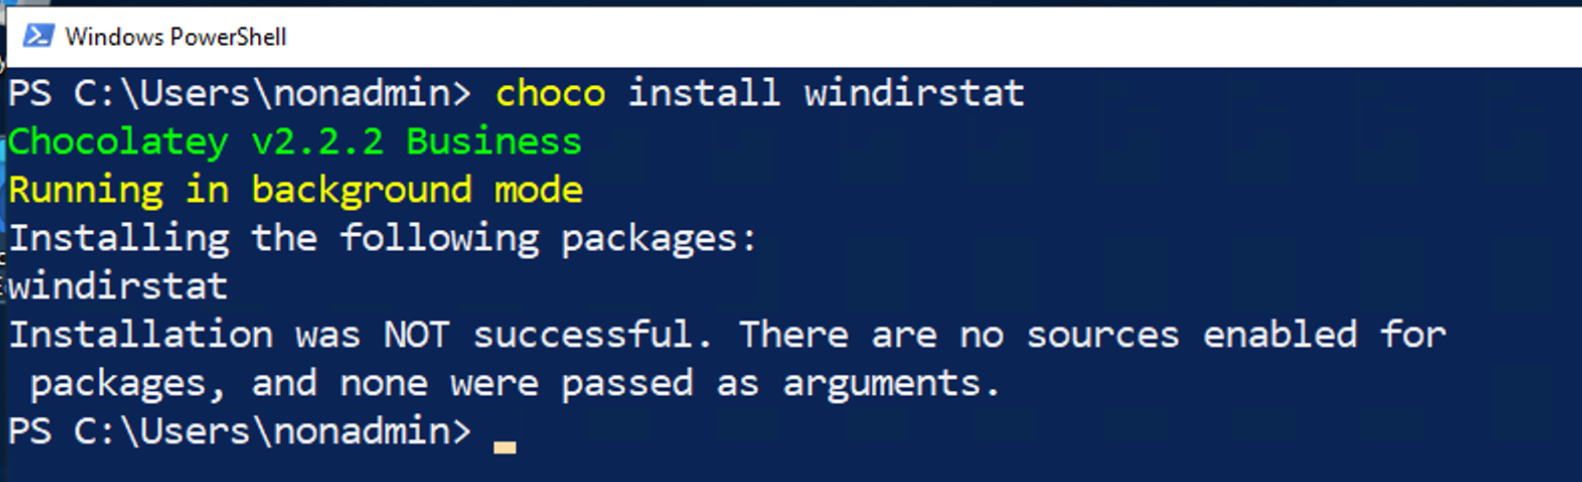 Windows PowerShell
PS C:\Users\nonadmin> choco install windirstat
Chocolatey v2.2.2 Business
Running in background mode
Installing the following packages:
windirstat
Installation was NOT successful. There are no sources enabled for
 packages, and none were passed as arguments.
PS C:\Users\nonadmin>